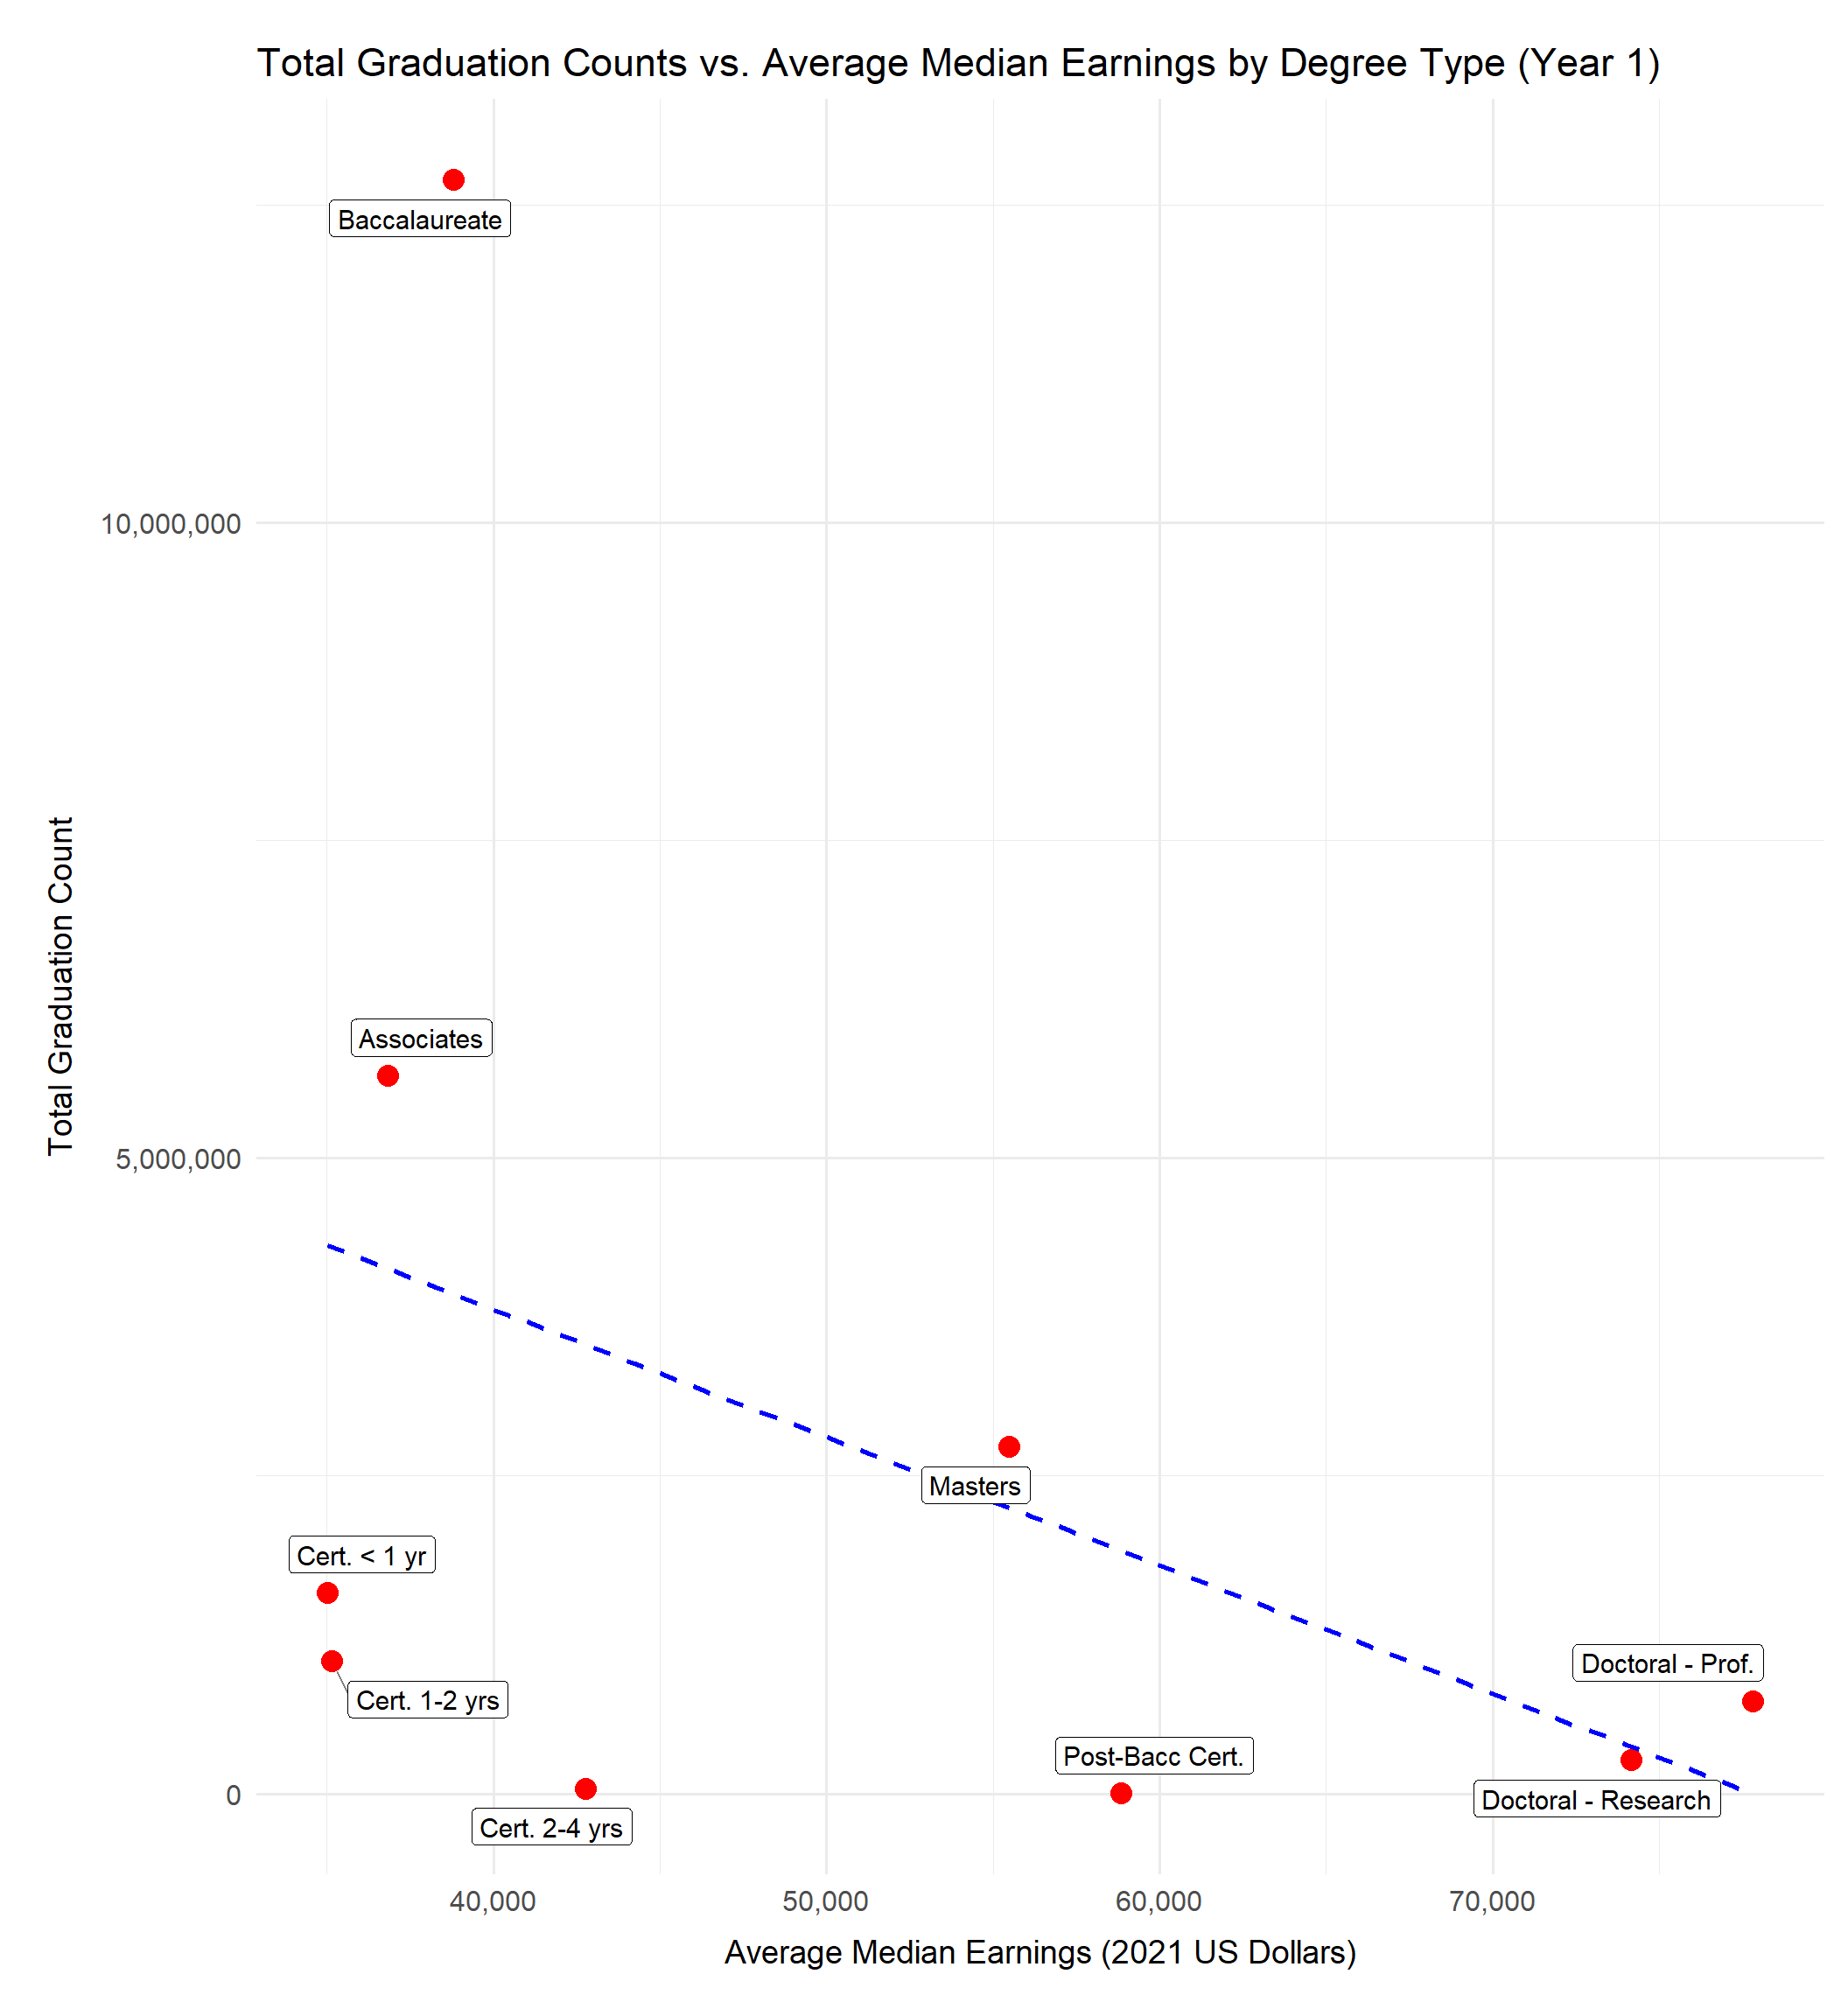 Total Graduation Counts vs. Average Median Earnings by Degree Type (Year 1)
Baccalaureate
10,000,000
Total Graduation Count
Associates
5,000,000
Masters
Cert. < 1 yr
Doctoral - Prof.
Cert. 1-2 yrs
Post-Bacc Cert.
0
Doctoral - Research
Cert. 2-4 yrs
40,000
50,000
60,000
70,000
Average Median Earnings (2021 US Dollars)